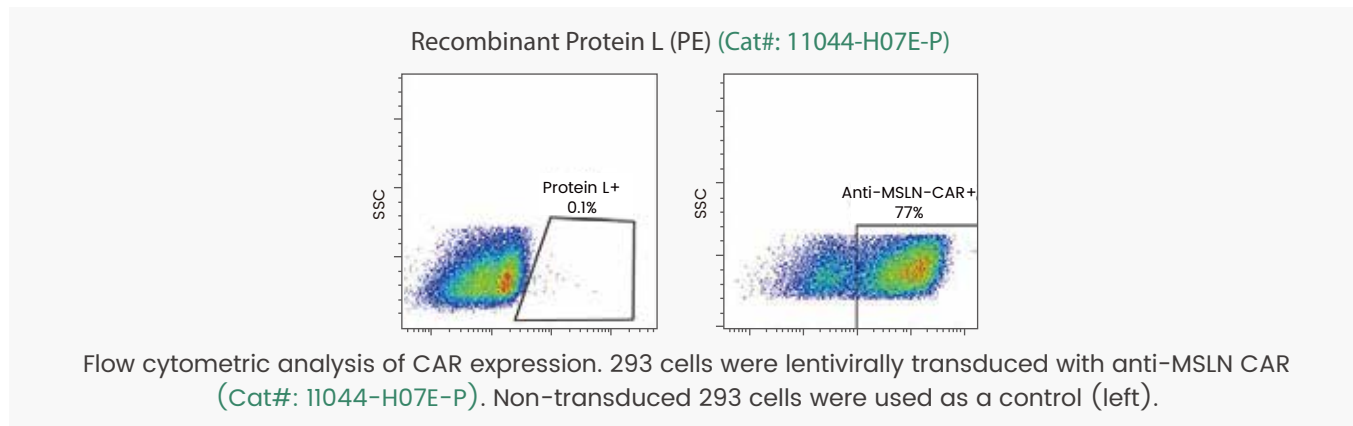 Recombinant Protein L (PE) (Cat#: 11044-H07E-P)
SSC
Protein L+
0.1%
SSC
Anti-MSLN-CAR+
77%
Flow cytometric analysis of CAR expression. 293 cells were lentivirally transduced with anti-MSLN CAR
(Cat#: 11044-H07E-P). Non-transduced 293 cells were used as a control (left).